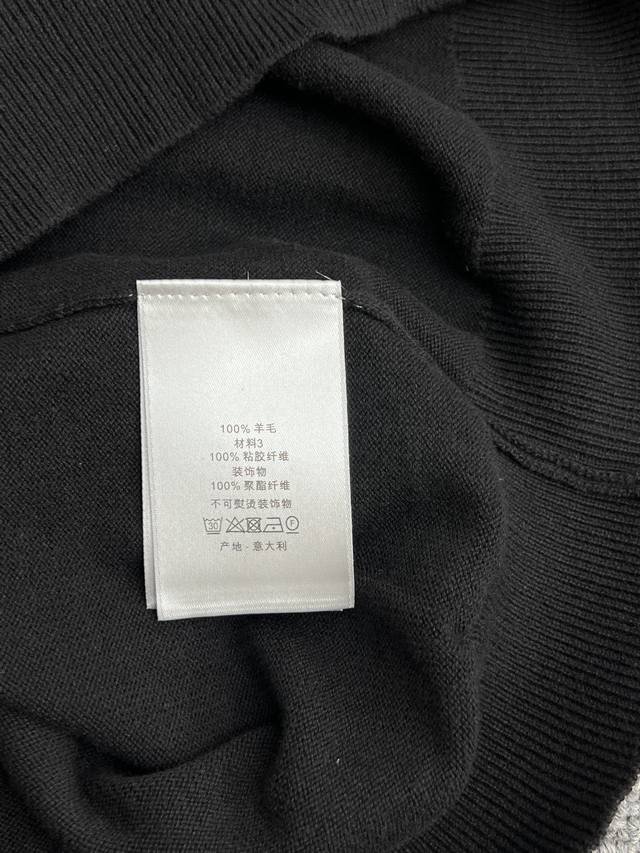 100% 羊毛
材料3
100% 粘胶纤维
装饰物
100% 聚酯纤维
不可熨烫装饰物
30 F
产地 · 意大利